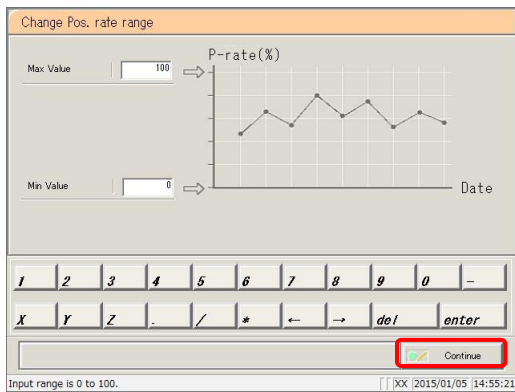 Change Pos. rate range
P-rate(%)
Max Value 100
Min Value 0
Date
1 2 3 4 5 6 7 8 9 0 -
X Y Z . / * ← → del enter
Continue
Input range is 0 to 100. XX 2015/01/05 14:55:21